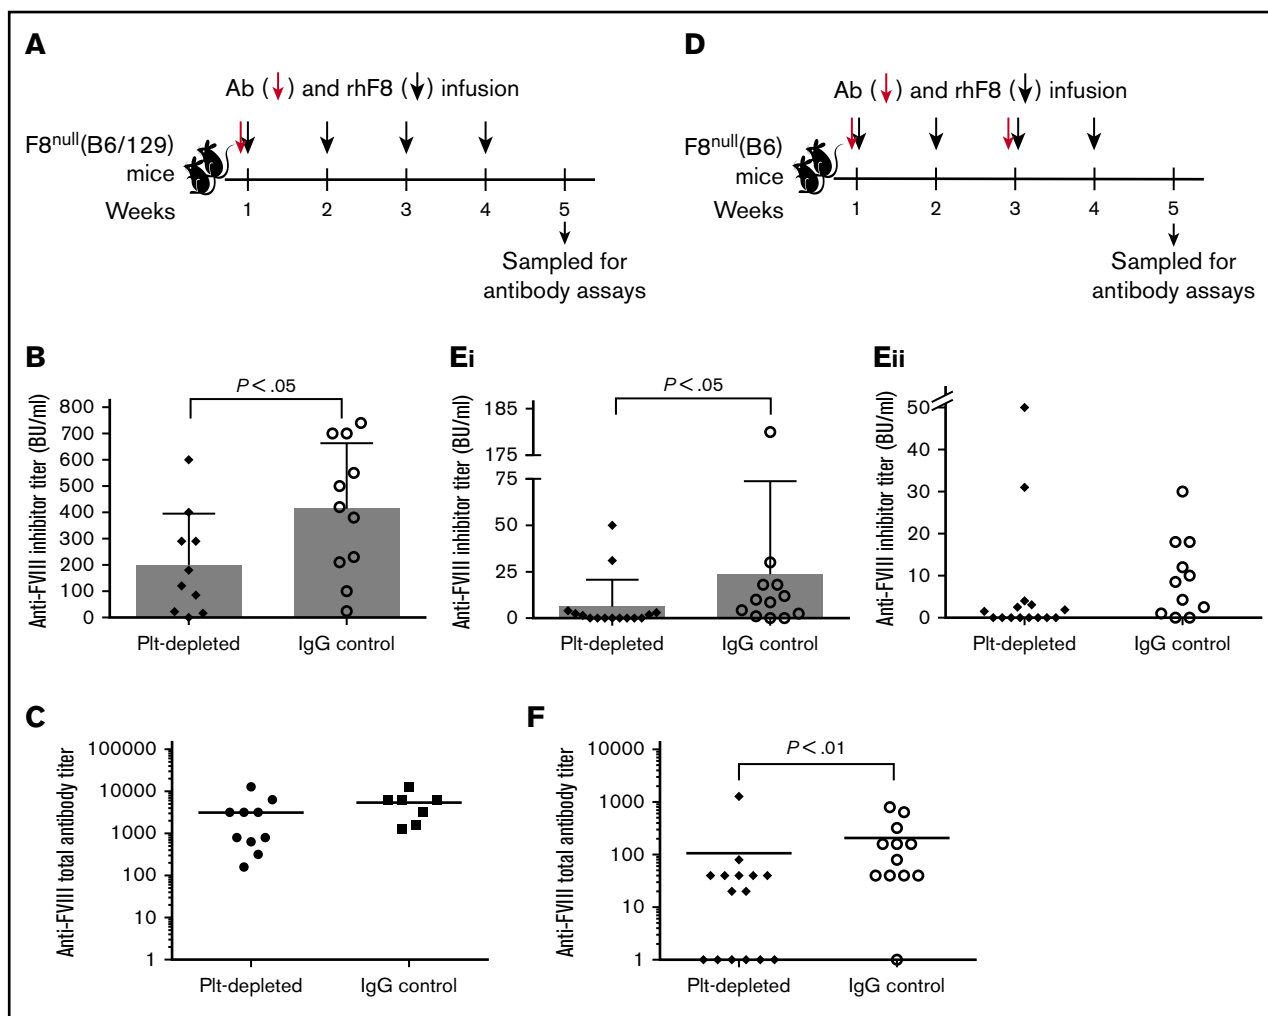 A
Ab (↓) and rhF8 (↓) infusion
F8null(B6/129)
mice
Weeks
1 2 3 4 5
Sampled for
antibody assays
D
Ab (↓) and rhF8 (↓) infusion
F8null(B6)
mice
Weeks
1 2 3 4 5
Sampled for
antibody assays
B
Anti-FVIII inhibitor titer (BU/ml)
800
700
600
500
400
300
200
100
0
P < .05
Plt-depleted IgG control
Ei
Anti-FVIII inhibitor titer (BU/ml)
185
175
75
50
25
0
P < .05
Plt-depleted IgG control
Eii
Anti-FVIII inhibitor titer (BU/ml)
50
40
30
20
10
0
Plt-depleted IgG control
C
Anti-FVIII total antibody titer
100000
10000
1000
100
10
1
Plt-depleted IgG control
F
Anti-FVIII total antibody titer
10000
1000
100
10
1
P < .01
Plt-depleted IgG control